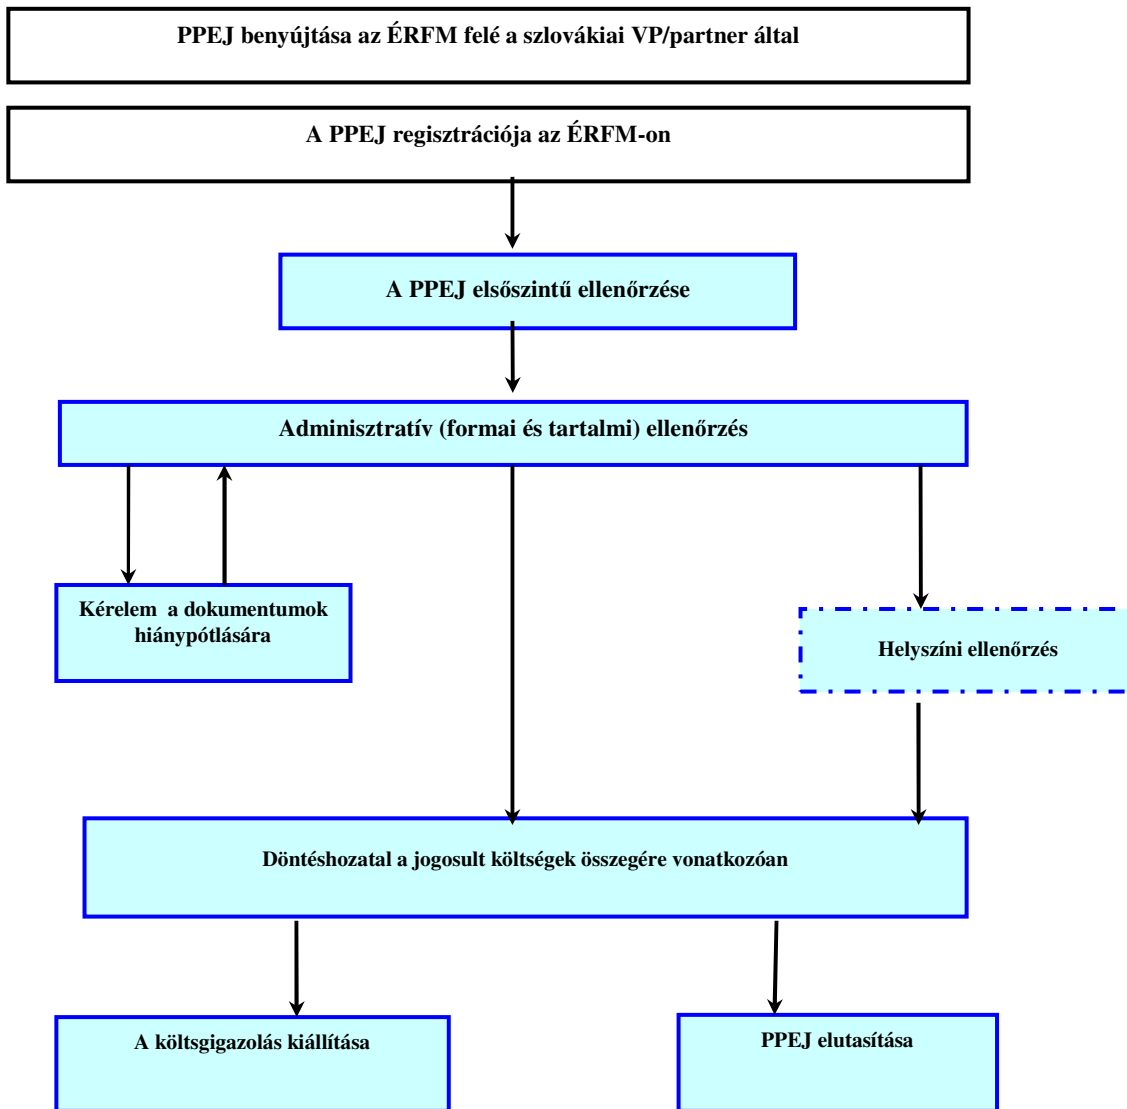 PPEJ benyújtása az ÉRFM felé a szlovákiai VP/partner által
A PPEJ regisztrációja az ÉRFM-on
A PPEJ elsőszintű ellenőrzése
Adminisztratív (formai és tartalmi) ellenőrzés
Kérelem a dokumentumok
hiánypótlására
Helyszíni ellenőrzés
Döntéshozatal a jogosult költségek összegére vonatkozóan
A költsgigazolás kiállítása
PPEJ elutasítása